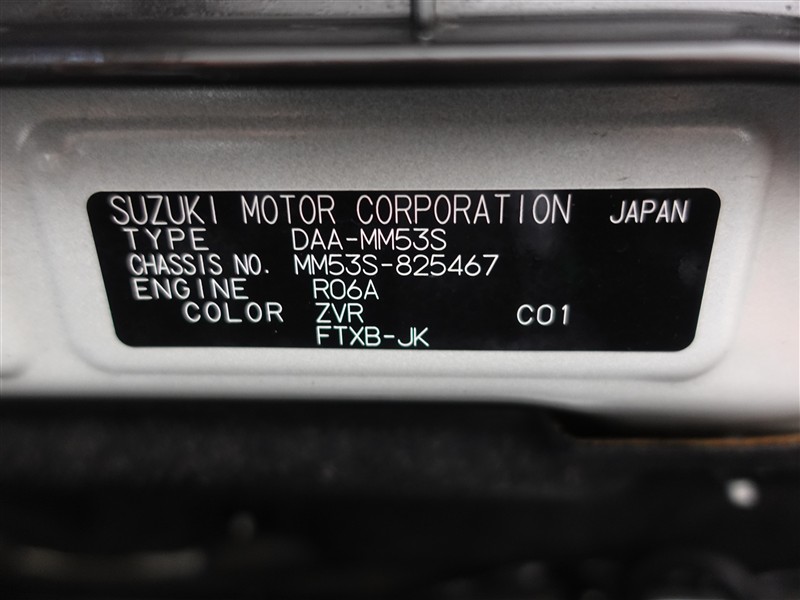 SUZUKI MOTOR CORPORATION JAPAN
TYPE DAA-MM53S
CHASSIS NO. MM53S-825467
ENGINE R06A
COLOR ZVR C01
FTXB-JK